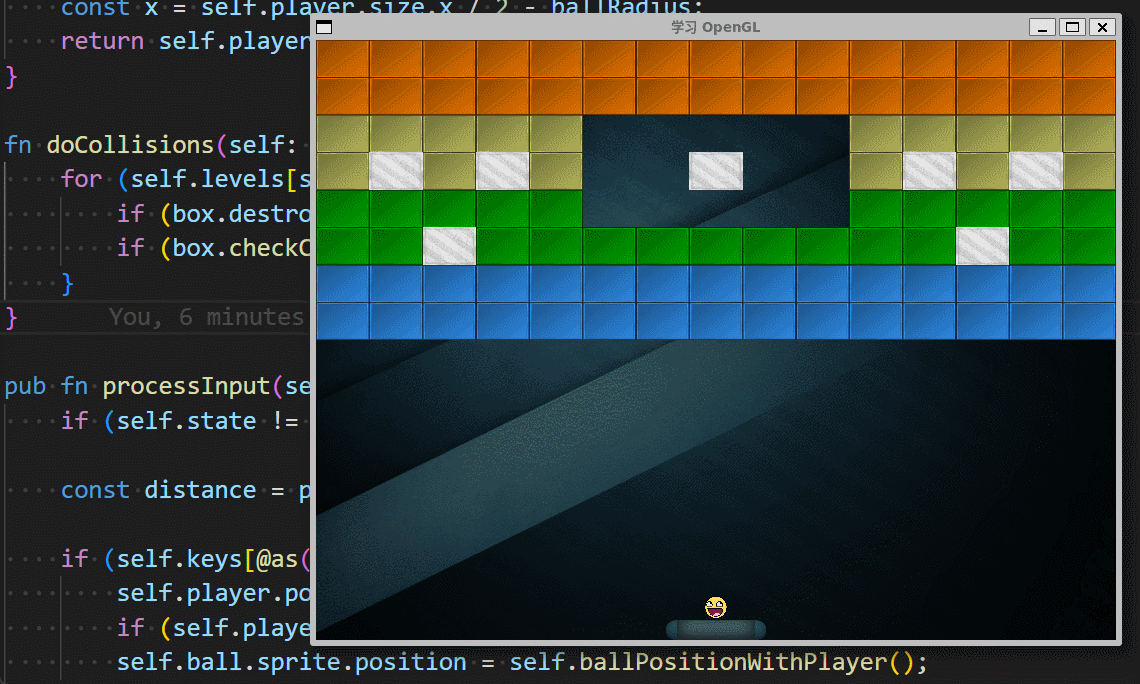 const x = self.player.size.x / 2 - ballRadius;
学习 OpenGL
return self.player
}
fn doCollisions(self:
for (self.levels[s
if (box.destro
if (box.checkC
}
}
You, 6 minutes
pub fn processInput(se
if (self.state !=
const distance = p
if (self.keys[@as(
self.player.po
if (self.playe
self.ball.sprite.position = self.ballPositionWithPlayer();